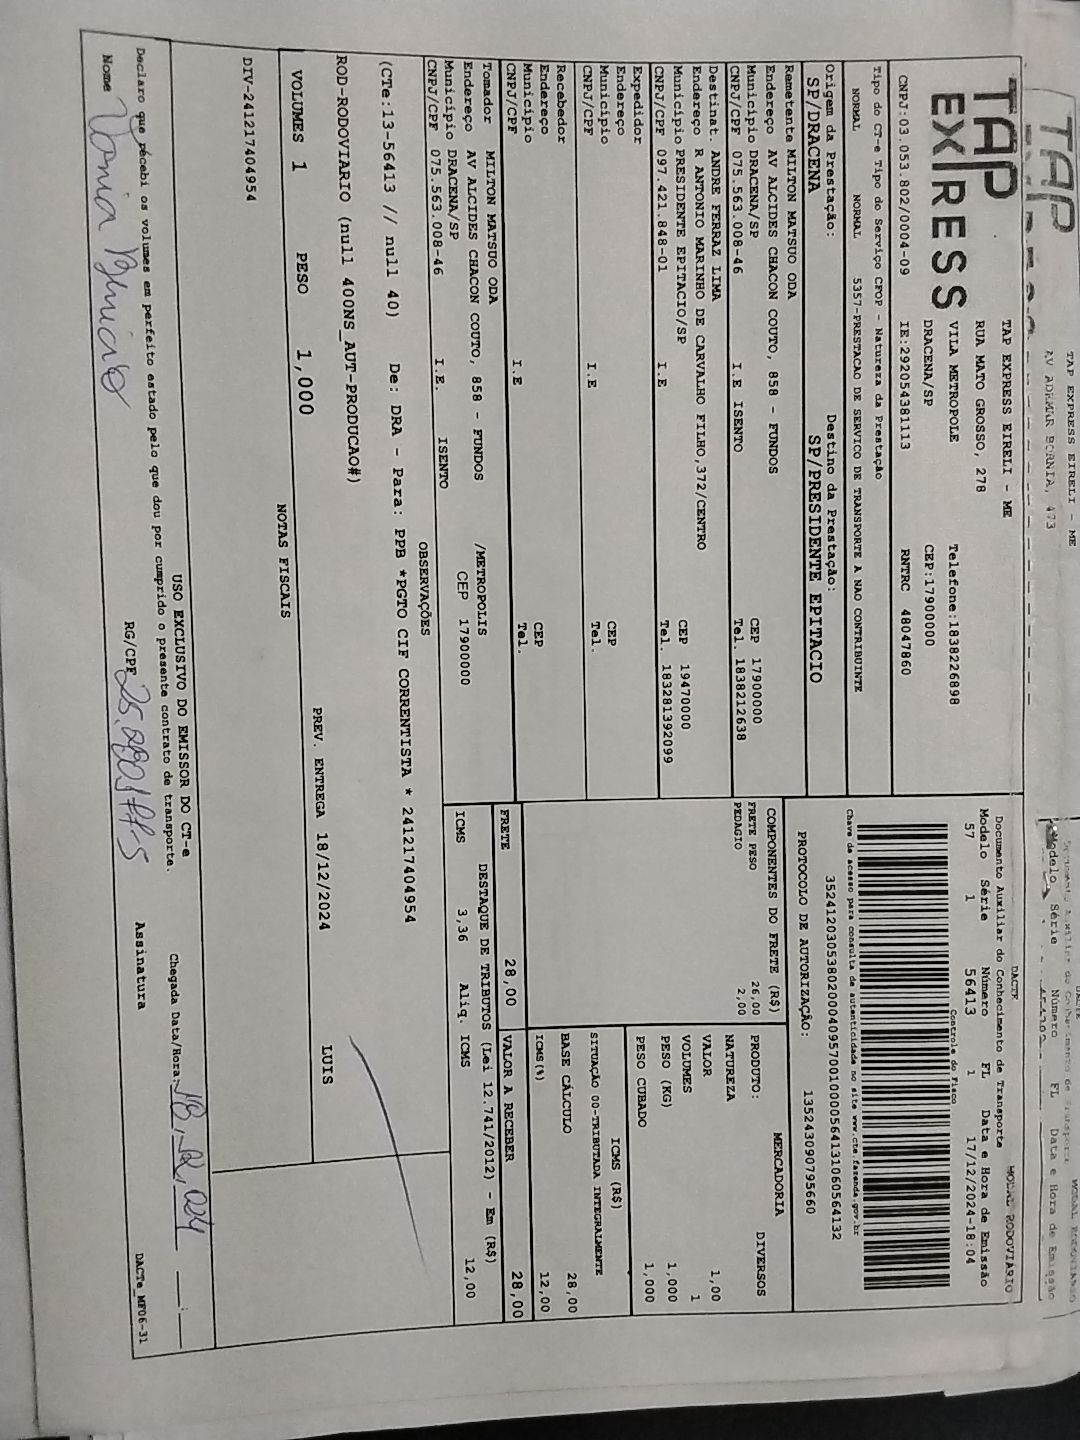 TAP EXPRESS EIRELI - ME
AV ADEMAR BORNIA, 473
TAP
Modelo Série Número FL Data e Hora de Emissão
TAP
EXPRESS
TAP EXPRESS EIRELI - ME
RUA MATO GROSSO, 278
VILA METROPOLE
DRACENA/SP
Telefone:1838226898
CEP:17900000
CNPJ:03.053.802/0004-09 IE:292054381113 RNTRC 48047860
DACTE MODAL RODOVIARIO
Documento Auxiliar do Conhecimento de Transporte
Modelo Série Número FL Data e Hora de Emissão
57 1 56413 1 17/12/2024-18:04
Controle do Fisco
Chave de acesso para consulta de autenticidade no site www.cte.fazenda.gov.br
35241203053802000409570010000564131060564132
PROTOCOLO DE AUTORIZAÇÃO: 135243090795660
Tipo do CT-e Tipo do Serviço CFOP - Natureza da Prestação
NORMAL NORMAL 5357-PRESTACAO DE SERVICO DE TRANSPORTE A NAO CONTRIBUINTE
Origem da Prestação: Destino da Prestação:
SP/DRACENA SP/PRESIDENTE EPITACIO
Remetente MILTON MATSUO ODA
Endereço AV ALCIDES CHACON COUTO, 858 - FUNDOS
Município DRACENA/SP CEP 17900000
CNPJ/CPF 075.563.008-46 I.E ISENTO Tel. 1838212638
Destinat. ANDRE FERRAZ LIMA
Endereço R ANTONIO MARINHO DE CARVALHO FILHO,372/CENTRO
Município PRESIDENTE EPITACIO/SP CEP 19470000
CNPJ/CPF 097.421.848-01 I.E Tel. 183281392099
Expedidor
Endereço
Município CEP
CNPJ/CPF I.E Tel.
Recebedor
Endereço
Município CEP
CNPJ/CPF I.E Tel.
Tomador MILTON MATSUO ODA
Endereço AV ALCIDES CHACON COUTO, 858 - FUNDOS /METROPOLIS
Município DRACENA/SP CEP 17900000
CNPJ/CPF 075.563.008-46 I.E. ISENTO
COMPONENTES DO FRETE (R$)
FRETE PESO 26,00
PEDAGIO 2,00
MERCADORIA
PRODUTO: DIVERSOS
NATUREZA
VALOR 1,00
VOLUMES 1
PESO (KG) 1,000
PESO CUBADO 1,000
ICMS (R$)
SITUAÇÃO 00-TRIBUTADA INTEGRALMENTE
BASE CÁLCULO 28,00
ICMS(%) 12,00
FRETE 28,00 VALOR A RECEBER 28,00
DESTAQUE DE TRIBUTOS (Lei 12.741/2012) - Em (R$)
ICMS 3,36 Aliq. ICMS 12,00
OBSERVAÇÕES
(CTe:13-56413 // null 40) De: DRA - Para: PPB *PGTO CIF CORRENTISTA * 241217404954
ROD-RODOVIARIO (null 400NS_AUT-PRODUCAO#)
PREV. ENTREGA 18/12/2024 LUIS
VOLUMES 1 PESO 1,000
NOTAS FISCAIS
DIV-241217404954
USO EXCLUSIVO DO EMISSOR DO CT-e
Declaro que recebi os volumes em perfeito estado pelo que dou por cumprido o presente contrato de transporte.
Chegada Data/Hora: 18,12,024
Nome RG/CPF Assinatura
DACTe_MF06-31